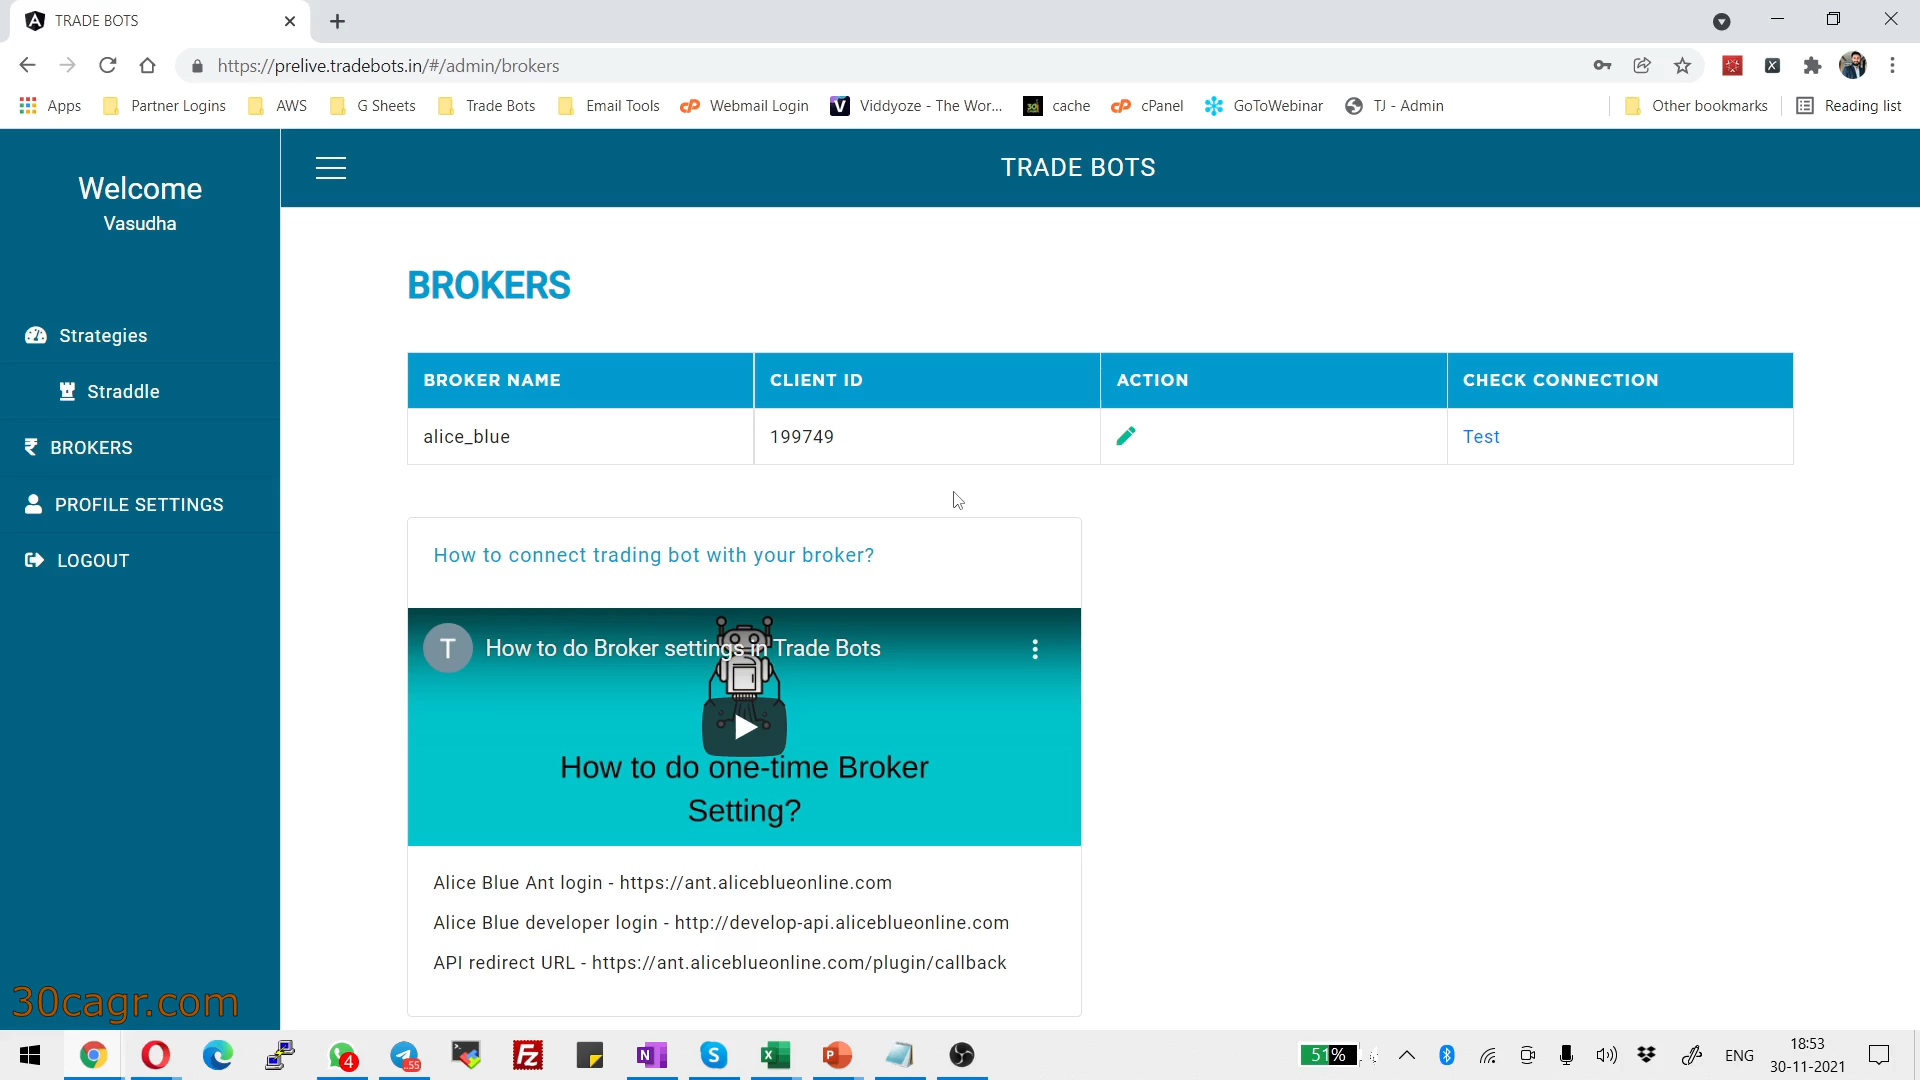 TRADE BOTS
https://prelive.tradebots.in/#/admin/brokers
Apps
Partner Logins
AWS
G Sheets
Trade Bots
Email Tools
Webmail Login
Viddyoze - The Wor...
cache
cPanel
GoToWebinar
TJ - Admin
Other bookmarks
Reading list
Welcome
Vasudha
TRADE BOTS
Strategies
Straddle
BROKERS
PROFILE SETTINGS
LOGOUT
BROKERS
BROKER NAME CLIENT ID ACTION CHECK CONNECTION
alice_blue 199749 Test
How to connect trading bot with your broker?
T How to do Broker settings in Trade Bots
How to do one-time Broker
Setting?
Alice Blue Ant login - https://ant.aliceblueonline.com
Alice Blue developer login - http://develop-api.aliceblueonline.com
API redirect URL - https://ant.aliceblueonline.com/plugin/callback
30cagr.com
4
55
51%
ENG
18:53
30-11-2021